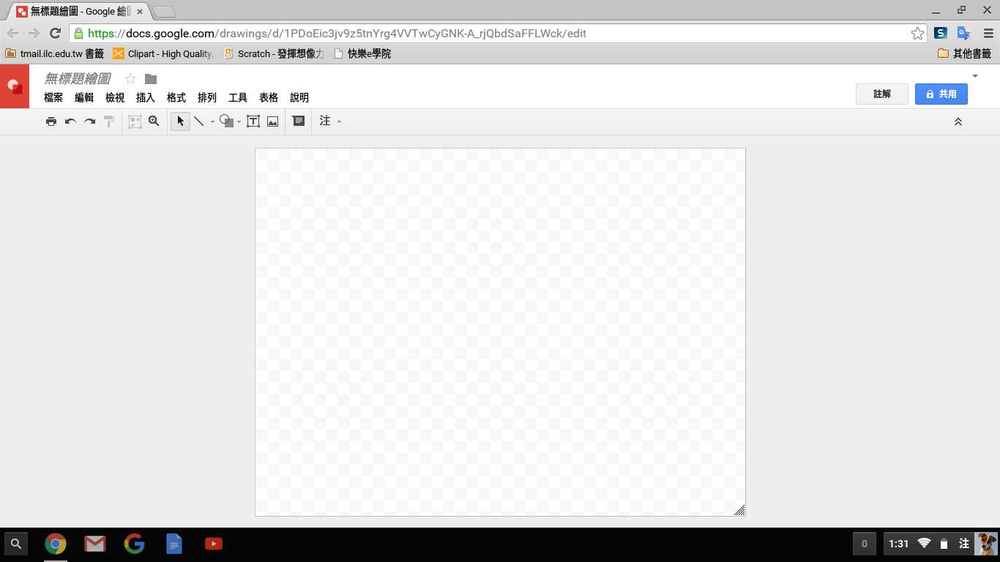 無標題繪圖 - Google 繪圖
https://docs.google.com/drawings/d/1PDoEic3jv9z5tnYrg4VVTwCyGNK-A_rjQbdSaFFLWck/edit
tmail.ilc.edu.tw 書籤 Clipart - High Quality, Scratch - 發揮想像力 快樂e學院 其他書籤
無標題繪圖
檔案 編輯 檢視 插入 格式 排列 工具 表格 說明
註解 共用
注
0 1:31 注